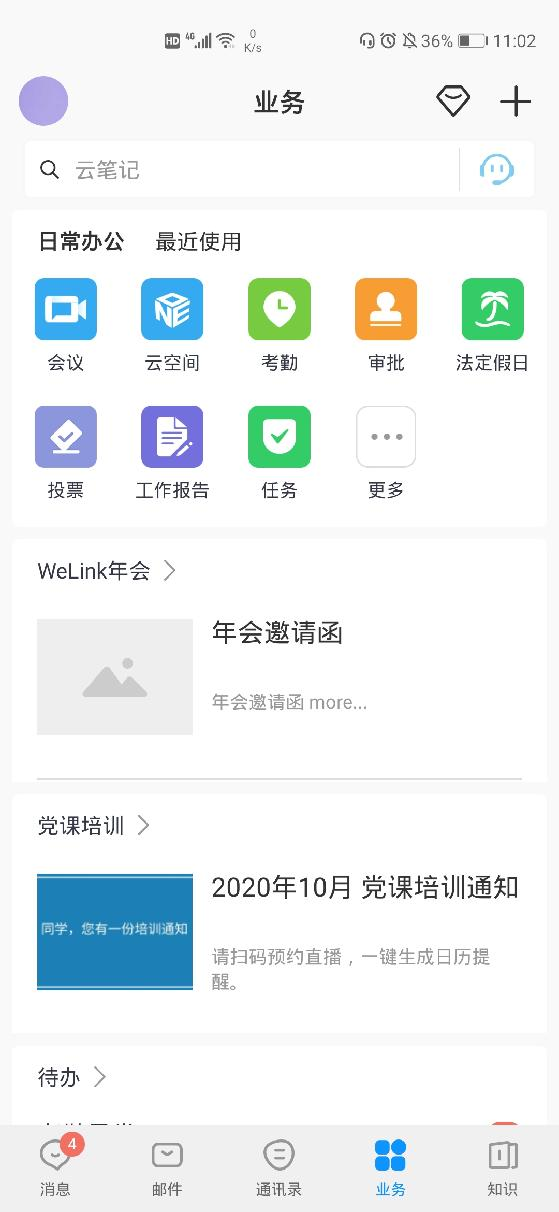 HD 4G 0 K/s 36% 11:02
业务
云笔记
日常办公 最近使用
会议 云空间 考勤 审批 法定假日
投票 工作报告 任务 更多
WeLink年会
年会邀请函
年会邀请函 more...
党课培训
2020年10月 党课培训通知
同学，您有一份培训通知
请扫码预约直播，一键生成日历提
醒。
待办
4
消息 邮件 通讯录 业务 知识